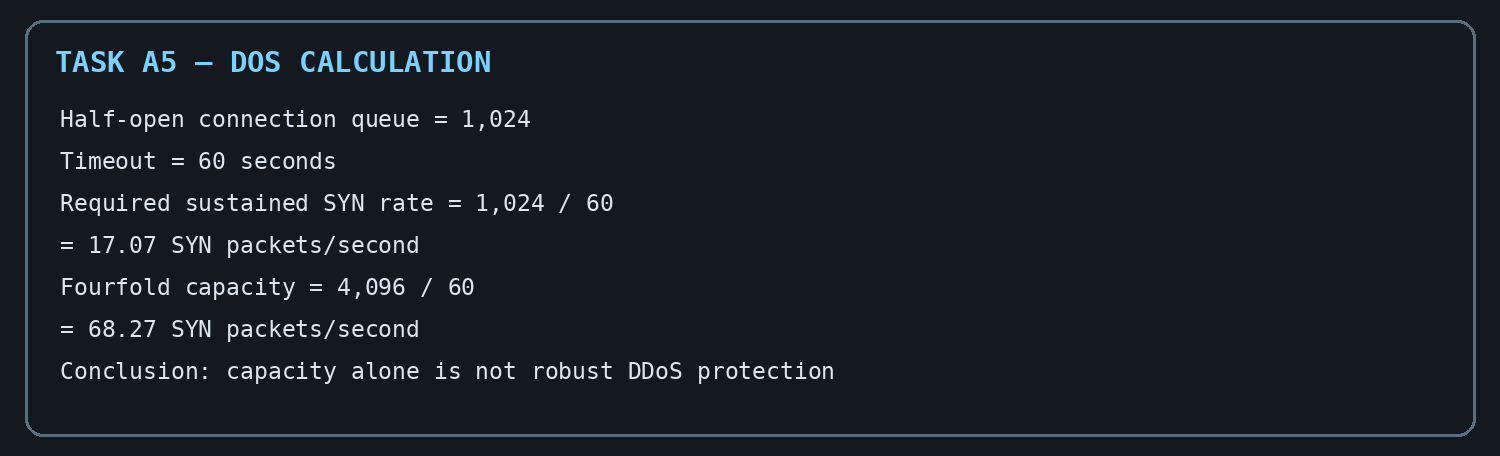 TASK A5 — DOS CALCULATION
Half-open connection queue = 1,024
Timeout = 60 seconds
Required sustained SYN rate = 1,024 / 60
= 17.07 SYN packets/second
Fourfold capacity = 4,096 / 60
= 68.27 SYN packets/second
Conclusion: capacity alone is not robust DDoS protection